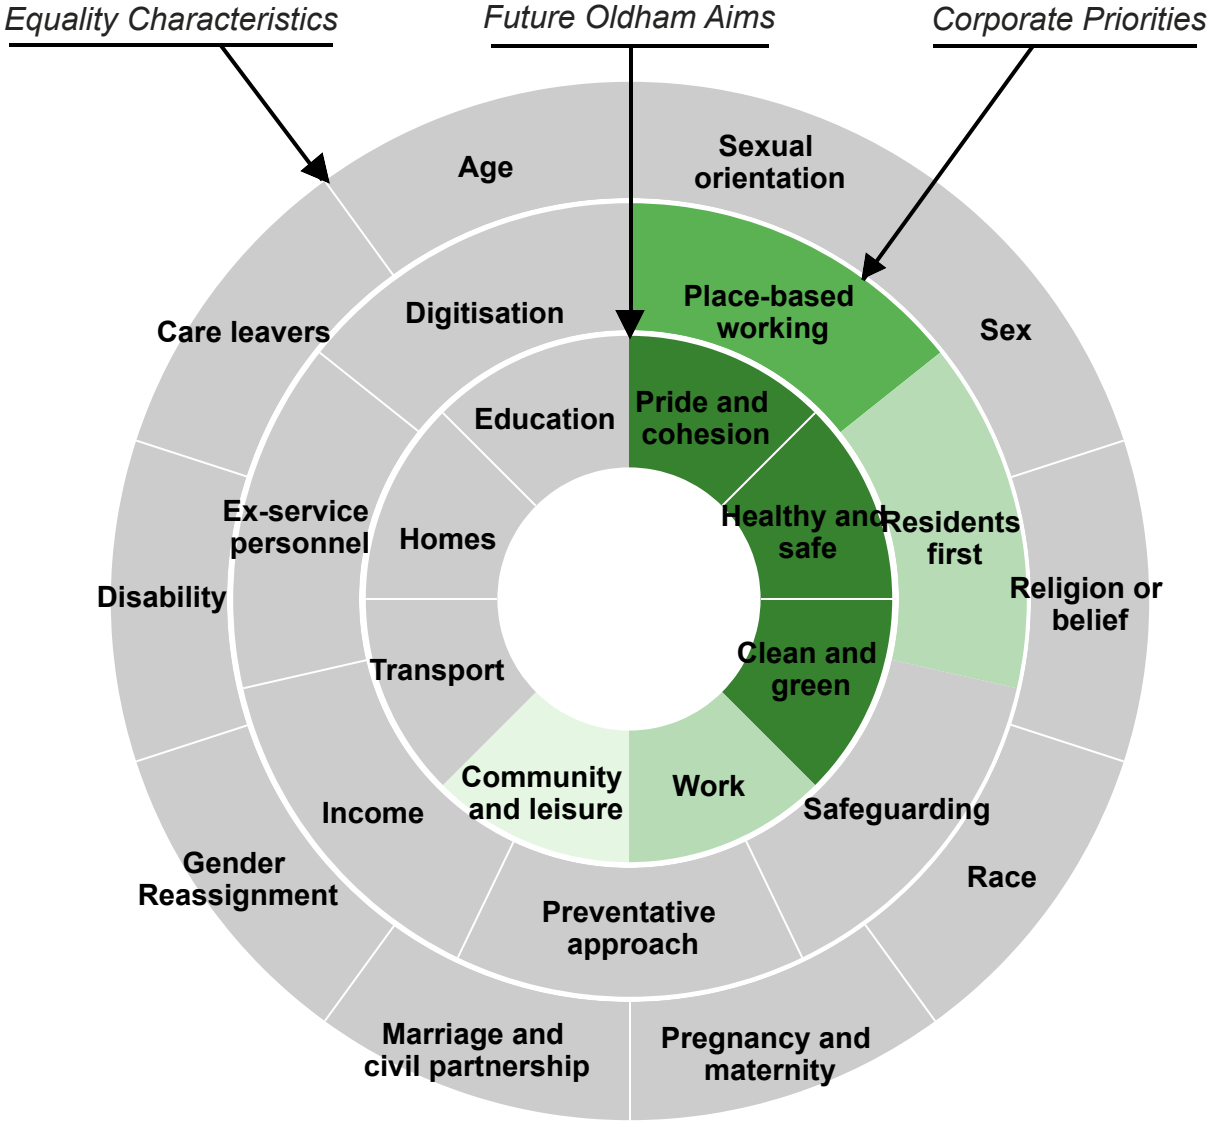 Equality Characteristics
Future Oldham Aims
Corporate Priorities
Age
Sexual
orientation
Sex
Religion or
belief
Race
Pregnancy and
maternity
Marriage and
civil partnership
Gender
Reassignment
Disability
Care leavers
Digitisation
Place-based
working
Residents
first
Safeguarding
Preventative
approach
Income
Ex-service
personnel
Education
Pride and
cohesion
Healthy and
safe
Clean and
green
Work
Community
and leisure
Transport
Homes